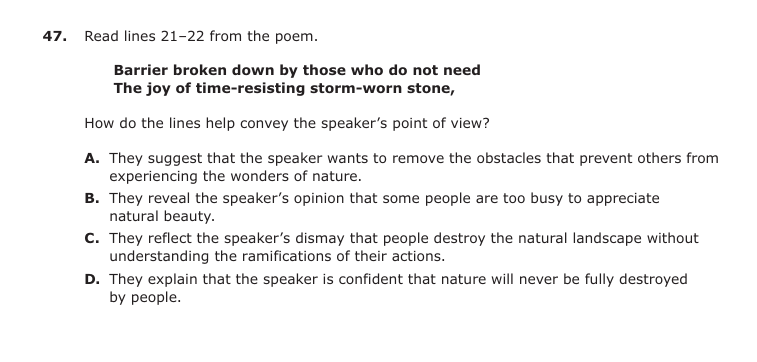 47. Read lines 21–22 from the poem.
Barrier broken down by those who do not need
The joy of time-resisting storm-worn stone,
How do the lines help convey the speaker’s point of view?
A. They suggest that the speaker wants to remove the obstacles that prevent others from
experiencing the wonders of nature.
B. They reveal the speaker’s opinion that some people are too busy to appreciate
natural beauty.
C. They reflect the speaker’s dismay that people destroy the natural landscape without
understanding the ramifications of their actions.
D. They explain that the speaker is confident that nature will never be fully destroyed
by people.